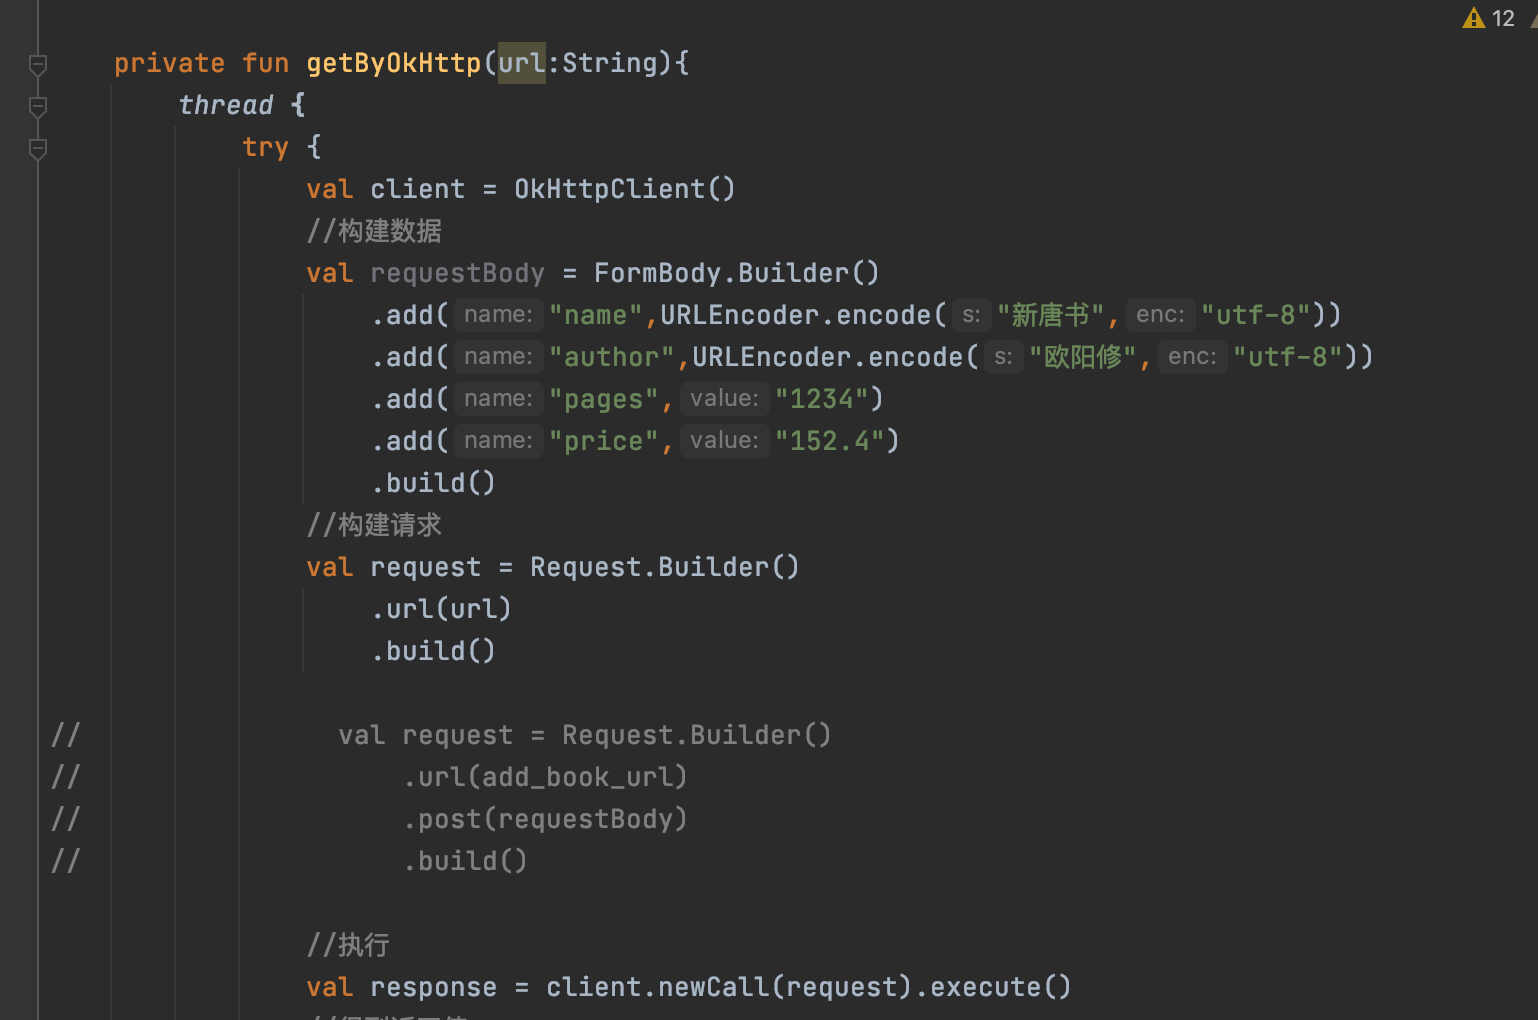 12
private fun getByOkHttp(url:String){
thread {
try {
val client = OkHttpClient()
//构建数据
val requestBody = FormBody.Builder()
.add( name: "name",URLEncoder.encode( s: "新唐书", enc: "utf-8"))
.add( name: "author",URLEncoder.encode( s: "欧阳修", enc: "utf-8"))
.add( name: "pages", value: "1234")
.add( name: "price", value: "152.4")
.build()
//构建请求
val request = Request.Builder()
.url(url)
.build()
// val request = Request.Builder()
// .url(add_book_url)
// .post(requestBody)
// .build()
//执行
val response = client.newCall(request).execute()